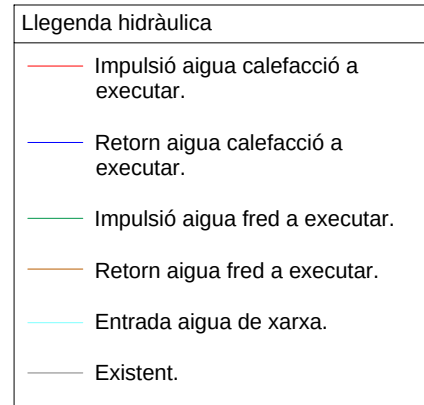 Llegenda hidràulica
Impulsió aigua calefacció a
executar.
Retorn aigua calefacció a
executar.
Impulsió aigua fred a executar.
Retorn aigua fred a executar.
Entrada aigua de xarxa.
Existent.